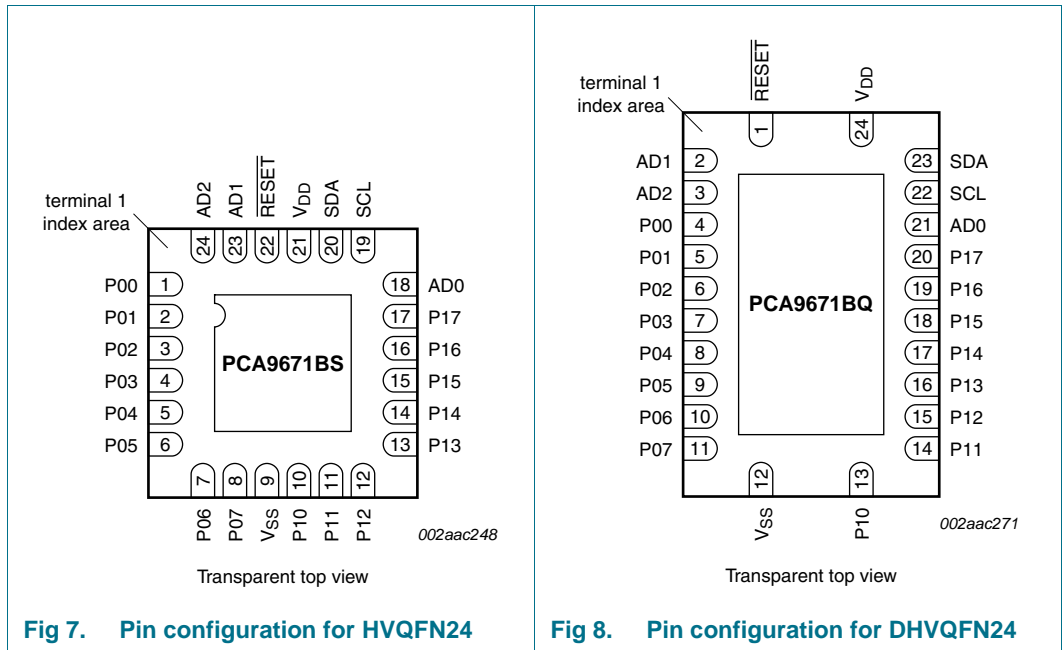 terminal 1
index area
AD2
AD1
RESET
VDD
SDA
SCL
24
23
22
21
20
19
P00 1
P01 2
P02 3
P03 4
P04 5
P05 6
PCA9671BS
18 AD0
17 P17
16 P16
15 P15
14 P14
13 P13
7
8
9
10
11
12
P06
P07
VSS
P10
P11
P12
002aac248
Transparent top view
Fig 7. Pin configuration for HVQFN24
terminal 1
index area
RESET
VDD
1
24
AD1 2
AD2 3
P00 4
P01 5
P02 6
P03 7
P04 8
P05 9
P06 10
P07 11
PCA9671BQ
23 SDA
22 SCL
21 AD0
20 P17
19 P16
18 P15
17 P14
16 P13
15 P12
14 P11
12
13
VSS
P10
002aac271
Transparent top view
Fig 8. Pin configuration for DHVQFN24